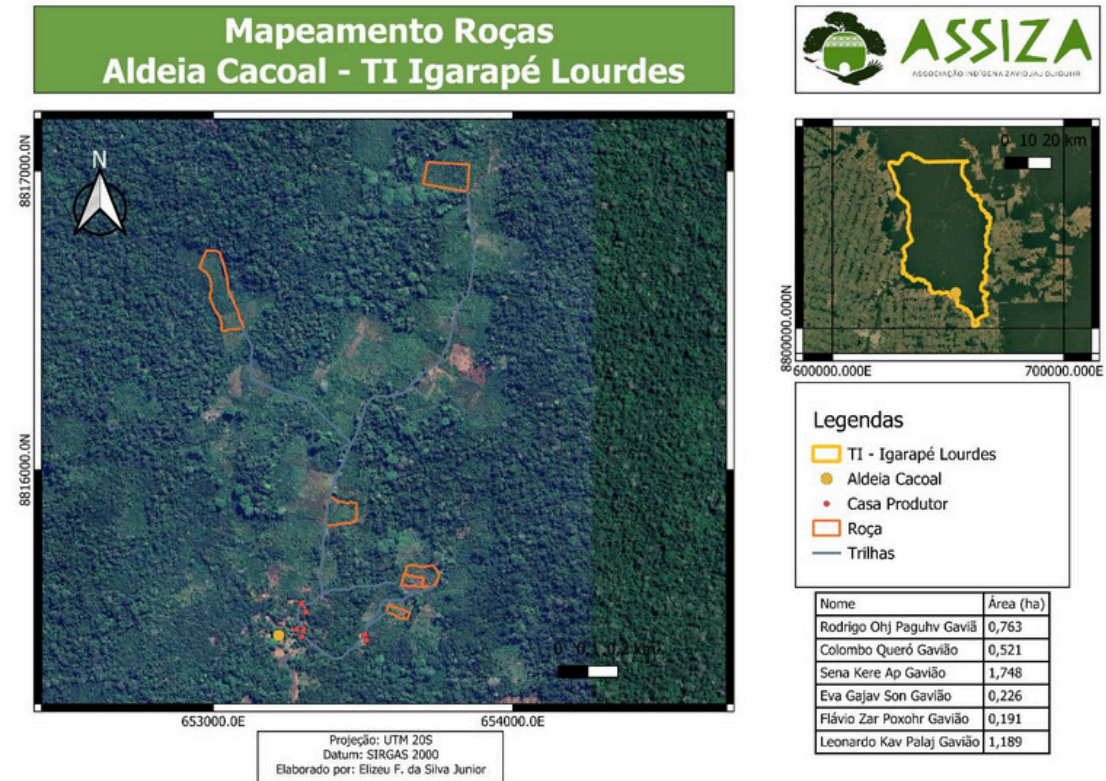 Mapeamento Roças
Aldeia Cacoal - TI Igarapé Lourdes
ASSIZA
ASSOCIAÇÃO INDÍGENA ZAVIDJAJ DJIGUHR
N
8817000.0N
8816000.0N
653000.0E
654000.0E
0 0,1 0,2 km
0 10 20 km
8800000.000N
600000.000E
700000.000E
Legendas
TI - Igarapé Lourdes
Aldeia Cacoal
Casa Produtor
Roça
Trilhas
Nome Área (ha)
Rodrigo Ohj Paguhv Gaviã 0,763
Colombo Queró Gavião 0,521
Sena Kere Ap Gavião 1,748
Eva Gajav Son Gavião 0,226
Flávio Zar Poxohr Gavião 0,191
Leonardo Kav Palaj Gavião 1,189
Projeção: UTM 20S
Datum: SIRGAS 2000
Elaborado por: Elizeu F. da Silva Junior